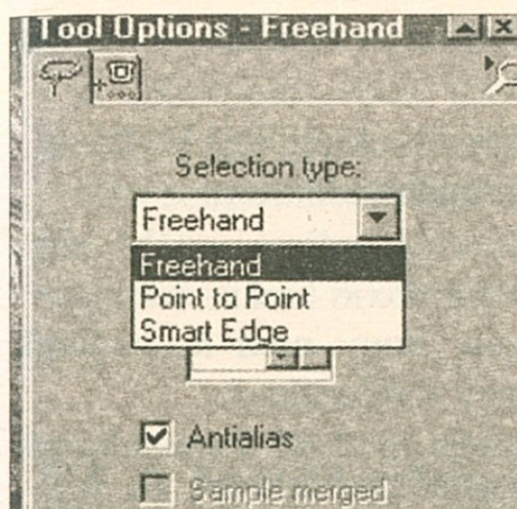 Tool Options - Freehand
Selection type:
Freehand
Freehand
Point to Point
Smart Edge
Antialias
Sample merged